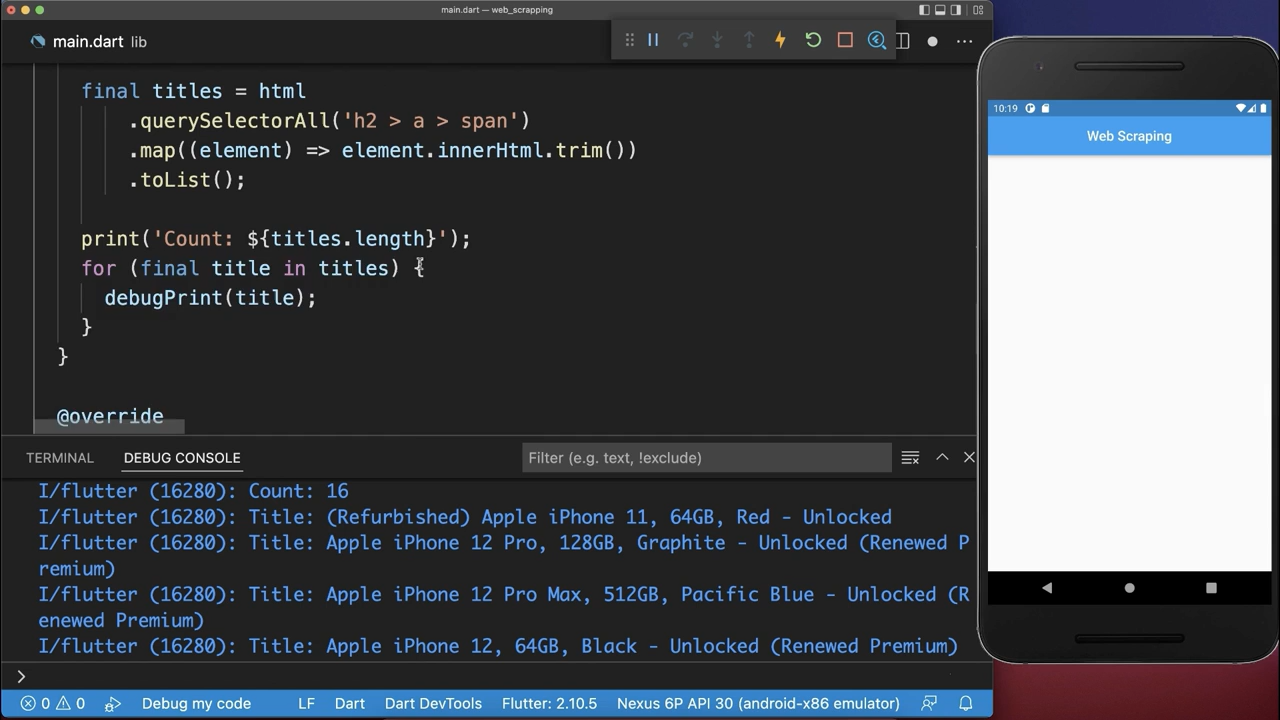 main.dart — web_scrapping
main.dart lib
final titles = html
.querySelectorAll('h2 > a > span')
.map((element) => element.innerHtml.trim())
.toList();
print('Count: ${titles.length}');
for (final title in titles) {
debugPrint(title);
}
}
@override
TERMINAL DEBUG CONSOLE Filter (e.g. text, !exclude)
I/flutter (16280): Count: 16
I/flutter (16280): Title: (Refurbished) Apple iPhone 11, 64GB, Red - Unlocked
I/flutter (16280): Title: Apple iPhone 12 Pro, 128GB, Graphite - Unlocked (Renewed P
remium)
I/flutter (16280): Title: Apple iPhone 12 Pro Max, 512GB, Pacific Blue - Unlocked (R
enewed Premium)
I/flutter (16280): Title: Apple iPhone 12, 64GB, Black - Unlocked (Renewed Premium)
0 0 Debug my code LF Dart Dart DevTools Flutter: 2.10.5 Nexus 6P API 30 (android-x86 emulator)
10:19
Web Scraping